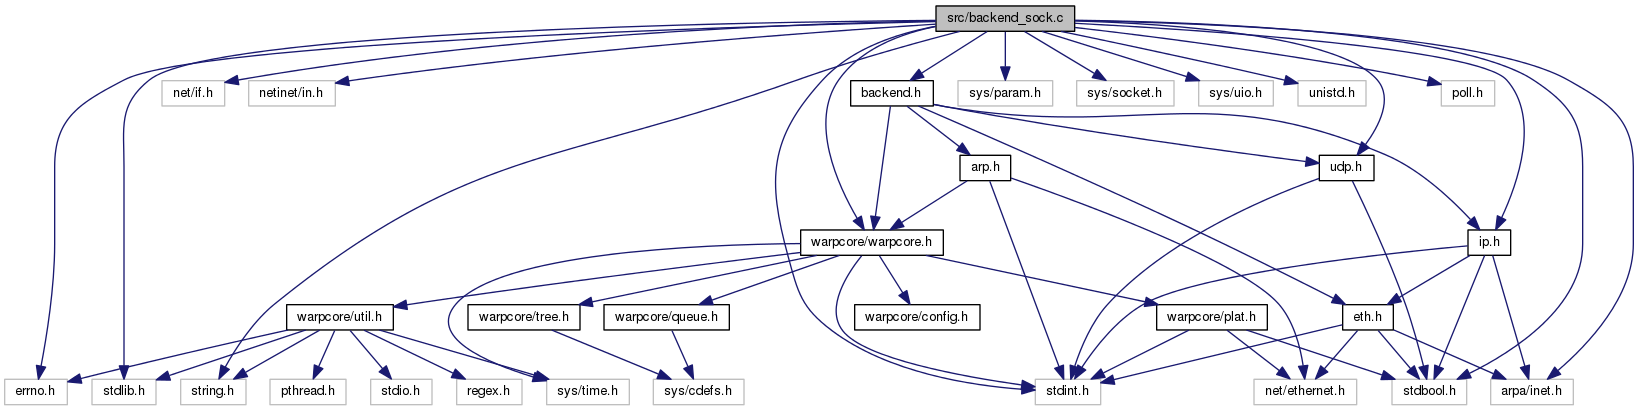 src/backend_sock.c
net/if.h
netinet/in.h
backend.h
sys/param.h
sys/socket.h
sys/uio.h
unistd.h
poll.h
arp.h
udp.h
warpcore/warpcore.h
ip.h
warpcore/util.h
warpcore/tree.h
warpcore/queue.h
warpcore/config.h
warpcore/plat.h
eth.h
errno.h
stdlib.h
string.h
pthread.h
stdio.h
regex.h
sys/time.h
sys/cdefs.h
stdint.h
net/ethernet.h
stdbool.h
arpa/inet.h